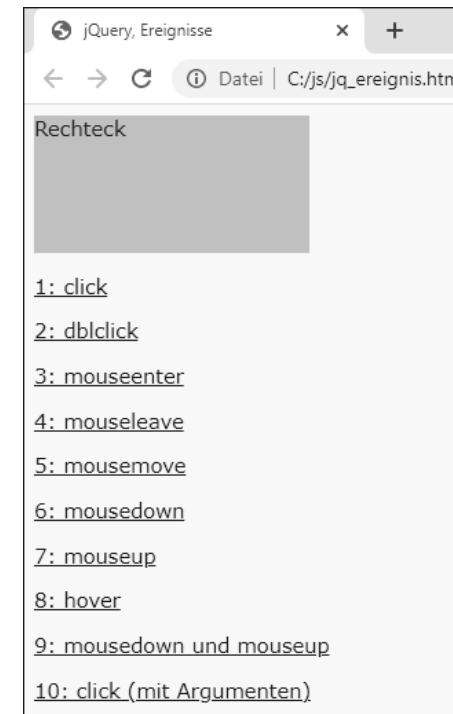 jQuery, Ereignisse
Datei | C:/js/jq_ereignis.htm
Rechteck
1: click
2: dblclick
3: mouseenter
4: mouseleave
5: mousemove
6: mousedown
7: mouseup
8: hover
9: mousedown und mouseup
10: click (mit Argumenten)